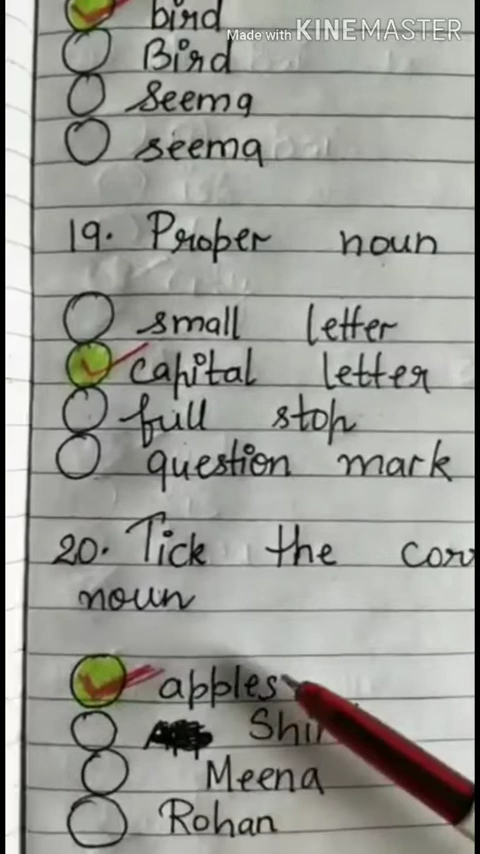 bird
Made with KINEMASTER
Bird
Seema
seema
19. Proper noun
small letter
capital letter
full stop
question mark
20. Tick the
noun
apples
Meena
Rohan